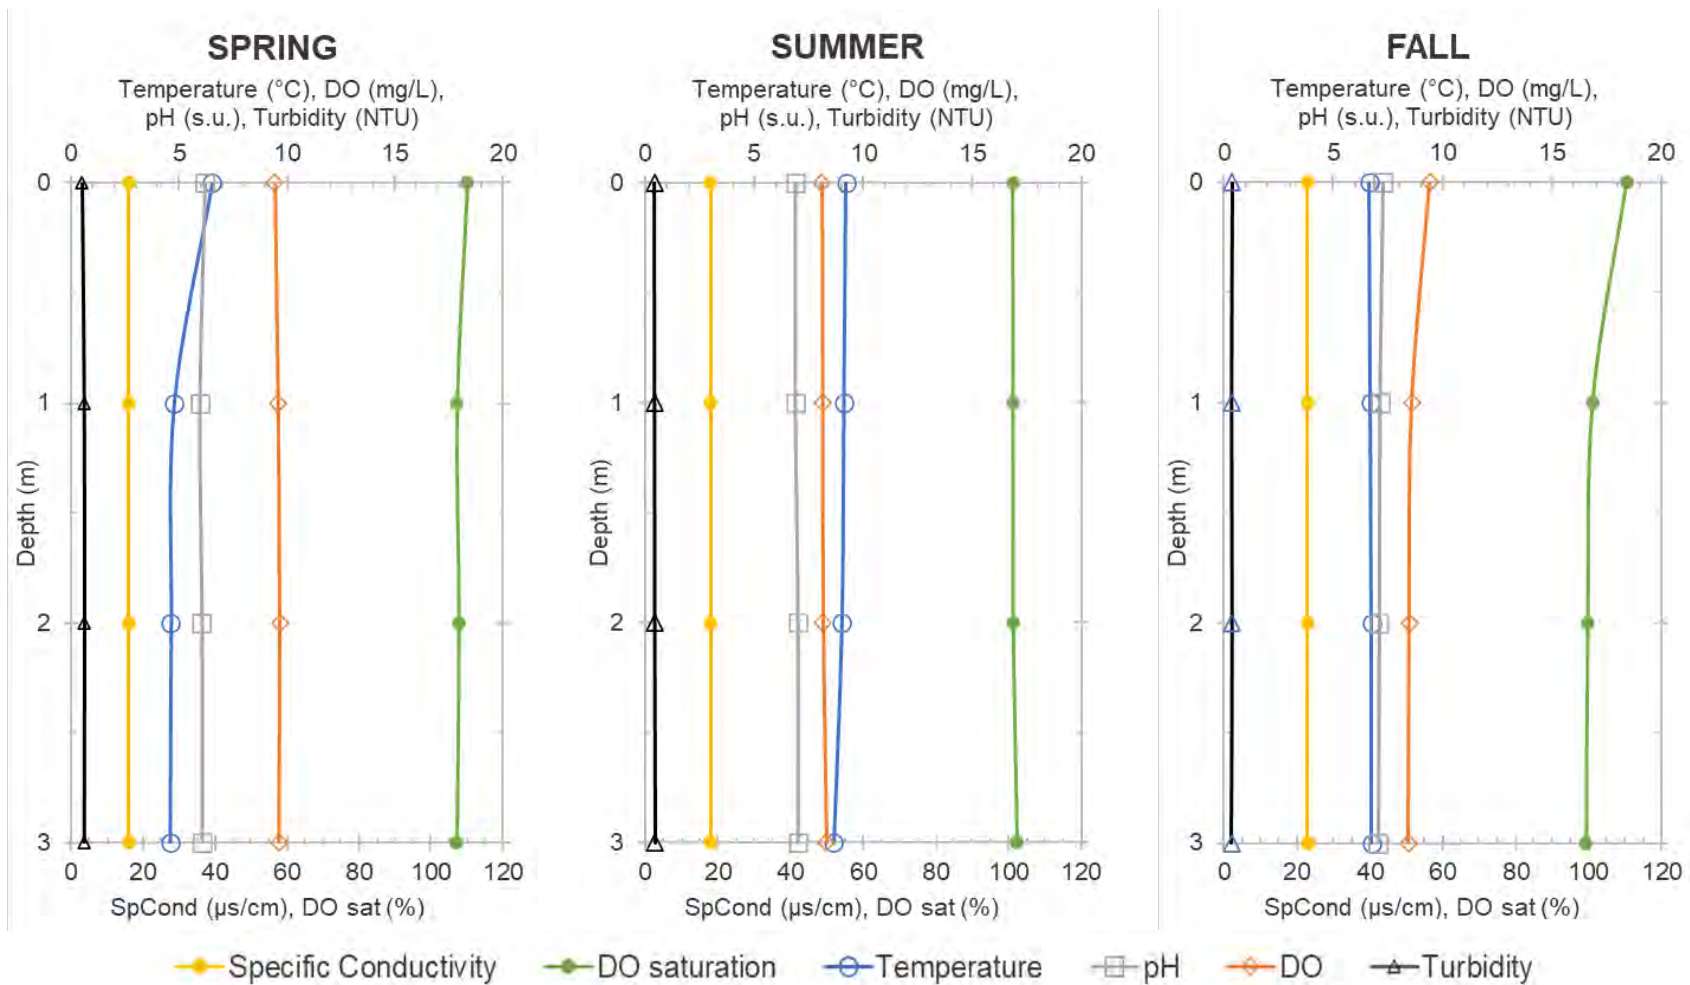 SPRING
Temperature (°C), DO (mg/L),
pH (s.u.), Turbidity (NTU)
0 5 10 15 20
0
1
2
3
Depth (m)
0 20 40 60 80 100 120
SpCond (µs/cm), DO sat (%)
SUMMER
Temperature (°C), DO (mg/L),
pH (s.u.), Turbidity (NTU)
0 5 10 15 20
0
1
2
3
Depth (m)
0 20 40 60 80 100 120
SpCond (µs/cm), DO sat (%)
FALL
Temperature (°C), DO (mg/L),
pH (s.u.), Turbidity (NTU)
0 5 10 15 20
0
1
2
3
Depth (m)
0 20 40 60 80 100 120
SpCond (µs/cm), DO sat (%)
Specific Conductivity DO saturation Temperature pH DO Turbidity